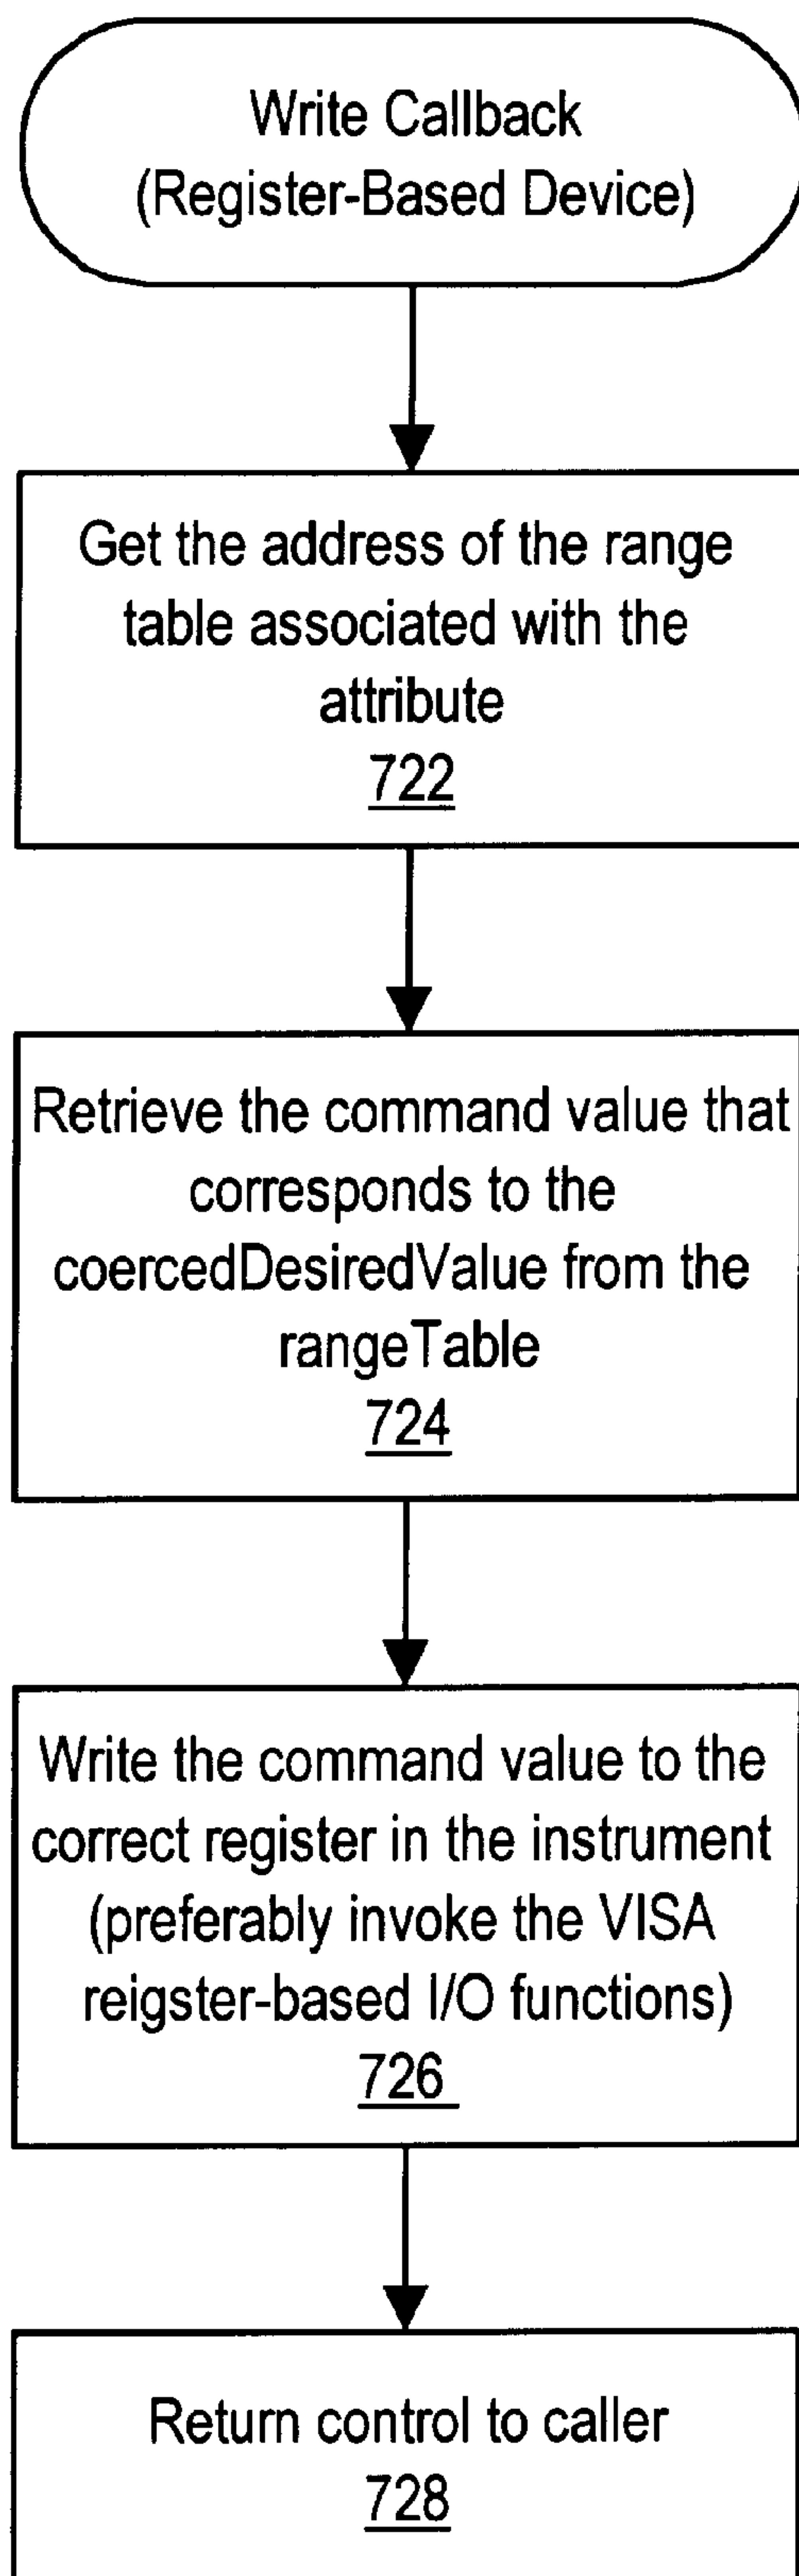 Write Callback
(Register-Based Device)
Get the address of the range
table associated with the
attribute
722
Retrieve the command value that
corresponds to the
coercedDesiredValue from the
rangeTable
724
Write the command value to the
correct register in the instrument
(preferably invoke the VISA
reigster-based I/O functions)
726
Return control to caller
728